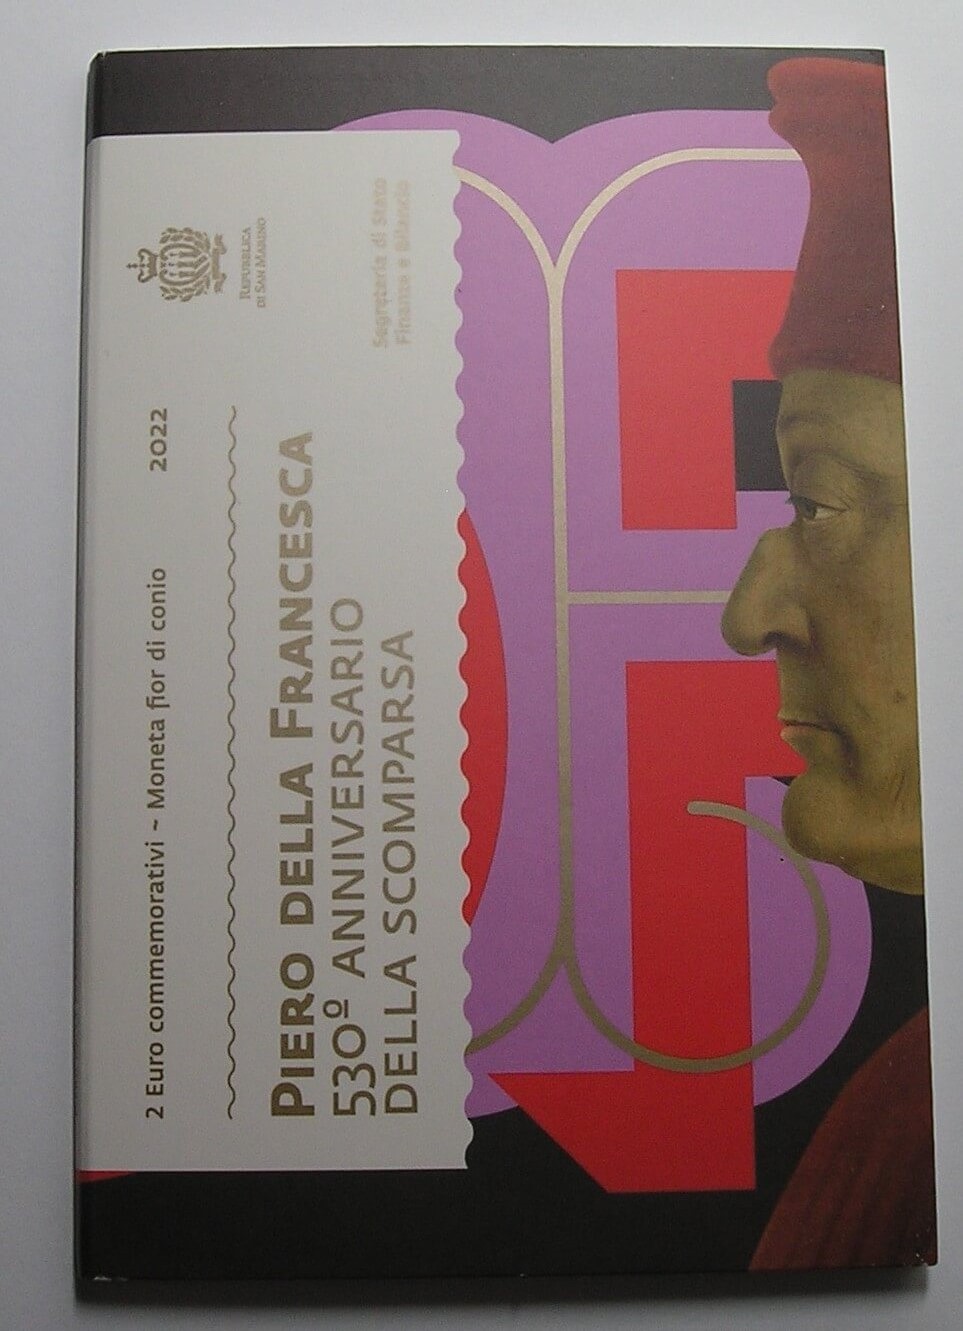 REPUBBLICA
DI SAN MARINO
Segreteria di Stato
Finanze e Bilancio
2 Euro commemorativi ~ Moneta fior di conio 2022
PIERO DELLA FRANCESCA
530º ANNIVERSARIO
DELLA SCOMPARSA